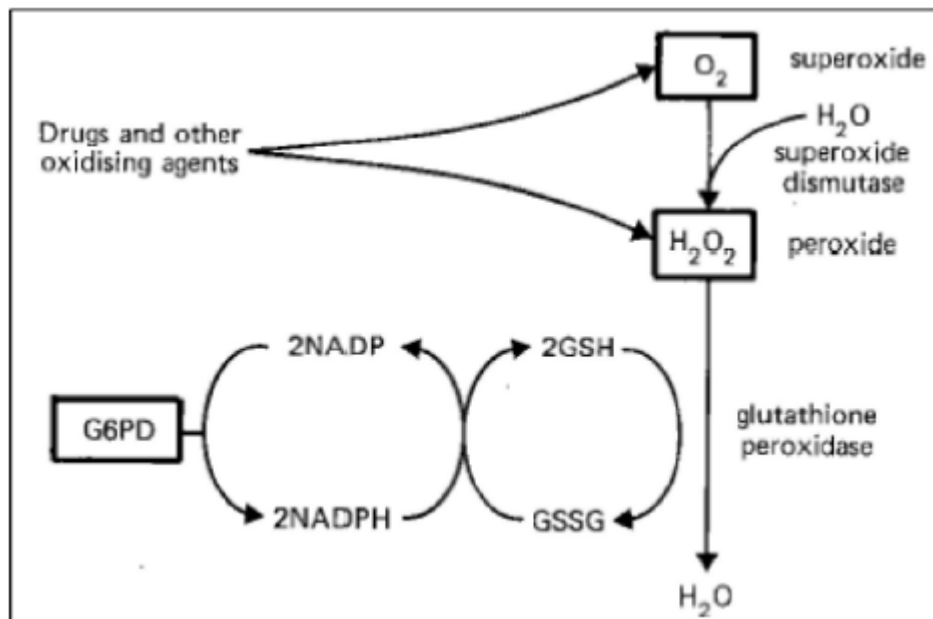 O₂
superoxide
Drugs and other
oxidising agents
H₂O
superoxide
dismutase
H₂O₂
peroxide
2NADP
2GSH
G6PD
glutathione
peroxidase
2NADPH
GSSG
H₂O